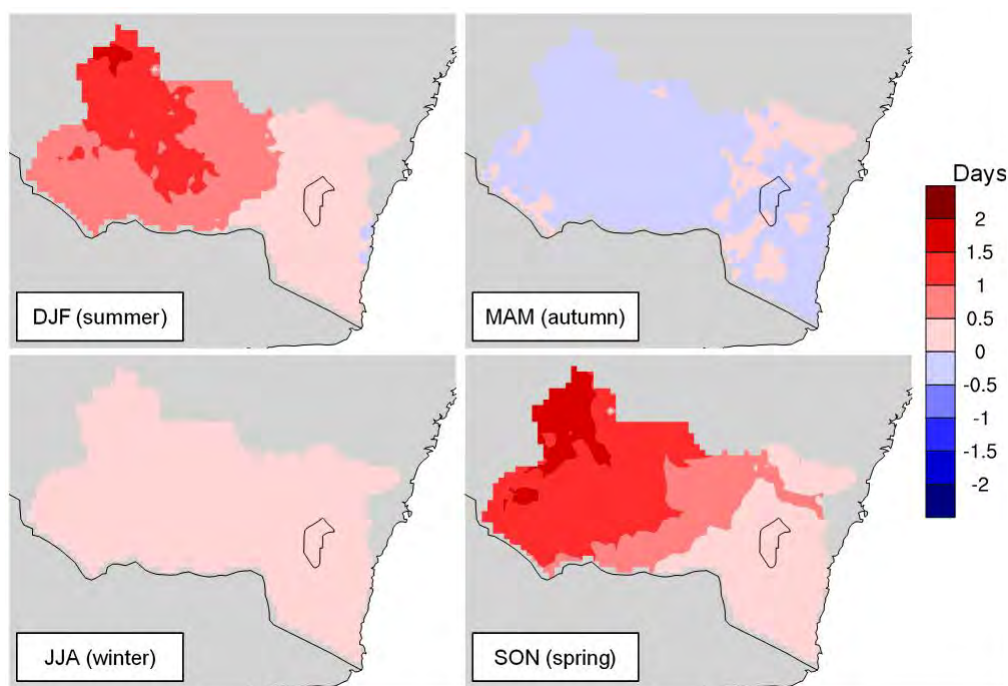 DJF (summer)
MAM (autumn)
JJA (winter)
SON (spring)
Days
2
1.5
1
0.5
0
-0.5
-1
-1.5
-2